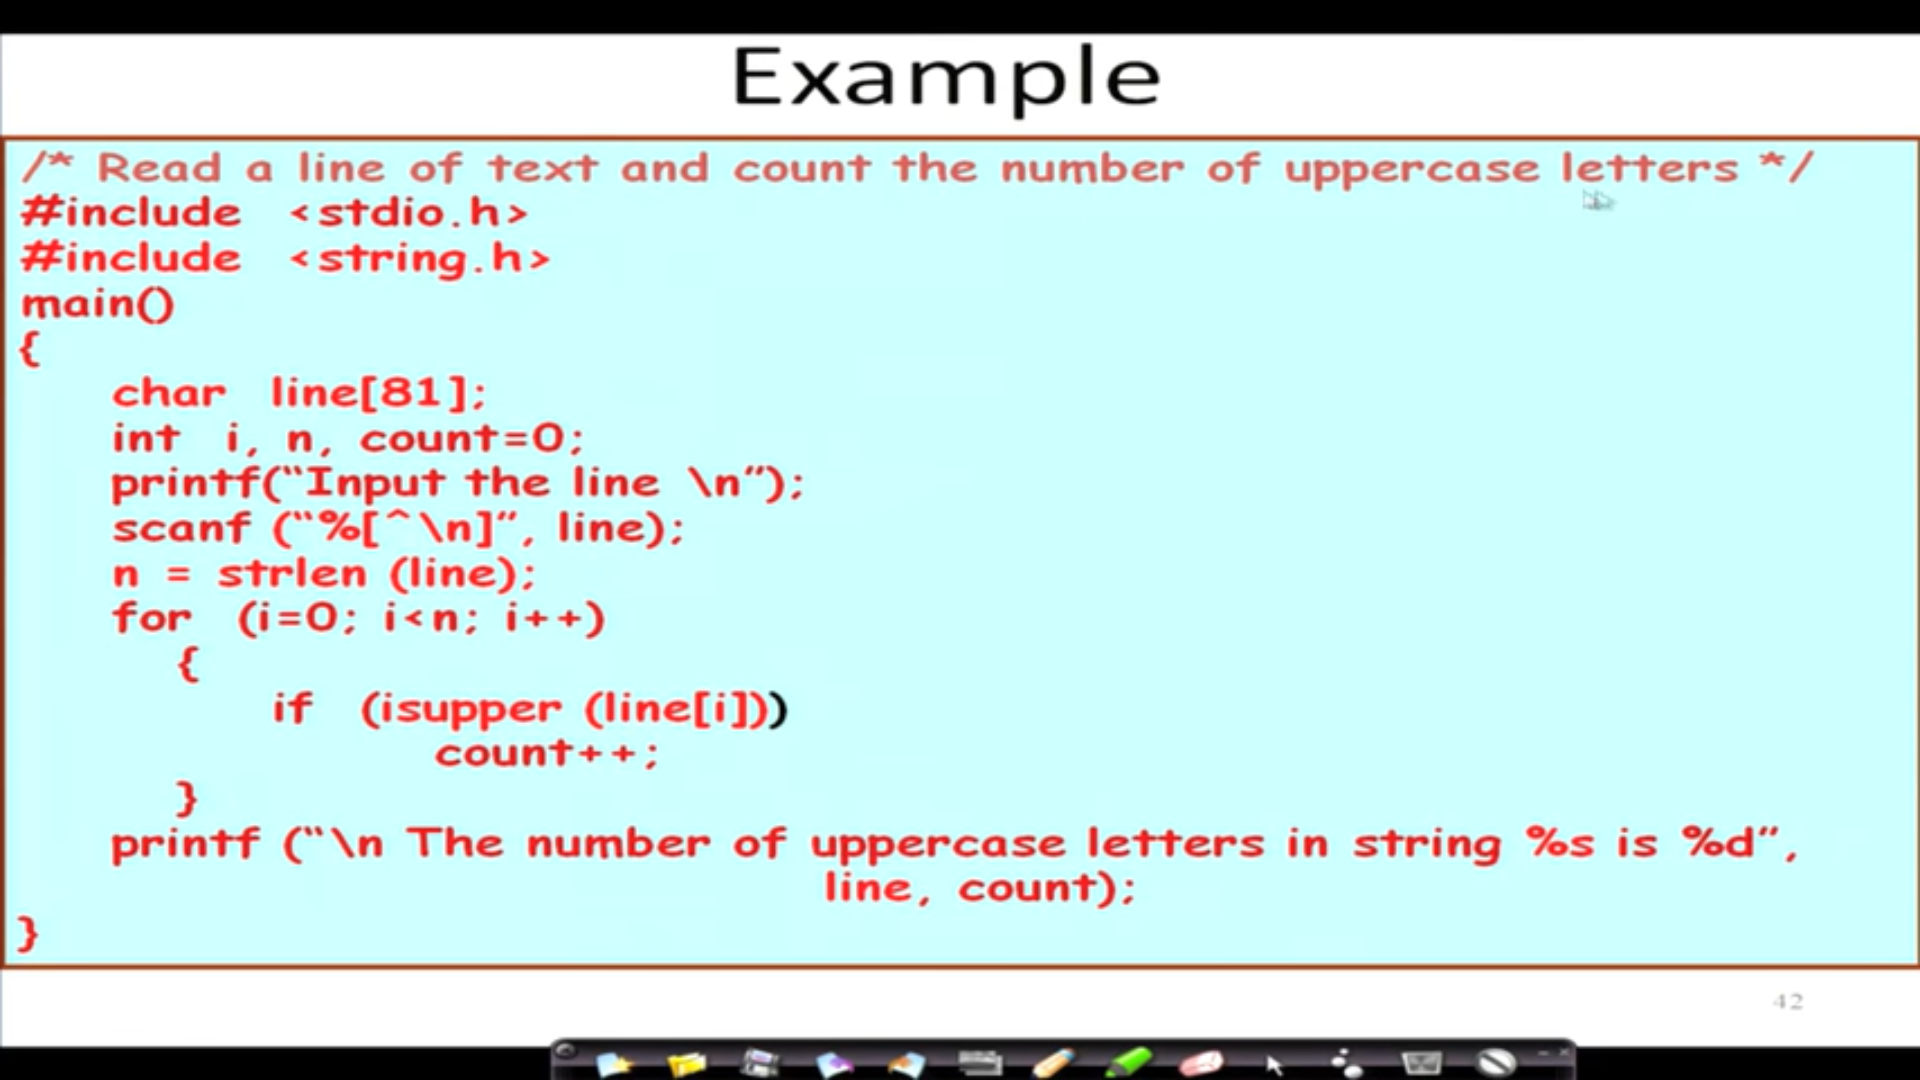 Example
/* Read a line of text and count the number of uppercase letters */
#include <stdio.h>
#include <string.h>
main()
{
char line[81];
int i, n, count=0;
printf(“Input the line \n”);
scanf (“%[^\n]”, line);
n = strlen (line);
for (i=0; i<n; i++)
{
if (isupper (line[i]))
count++;
}
printf (“\n The number of uppercase letters in string %s is %d”,
line, count);
}
42